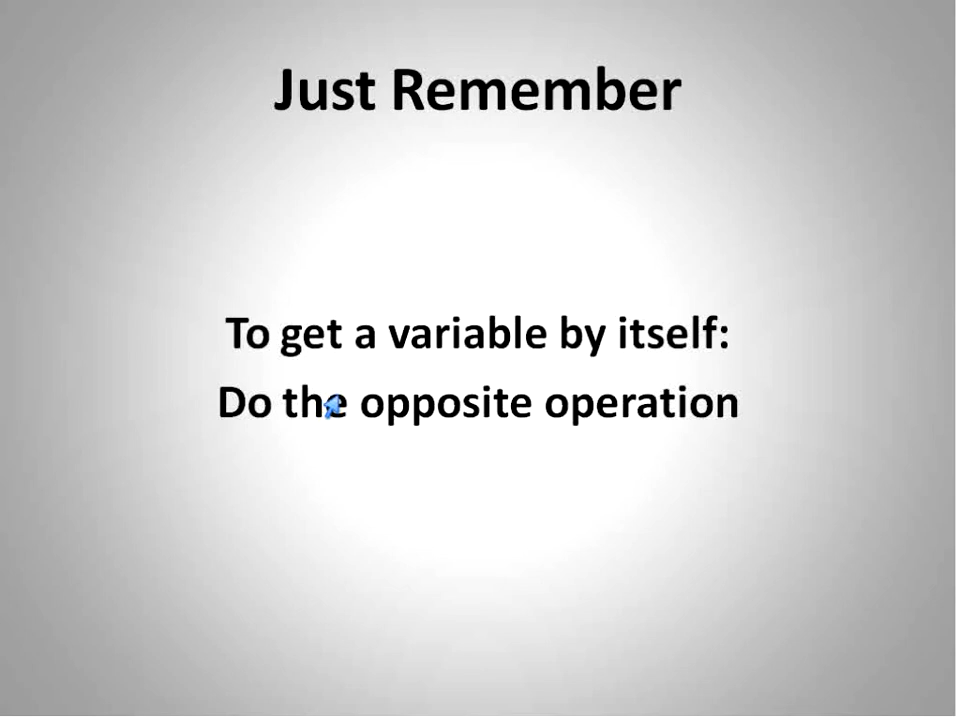 Just Remember
To get a variable by itself:
Do the opposite operation